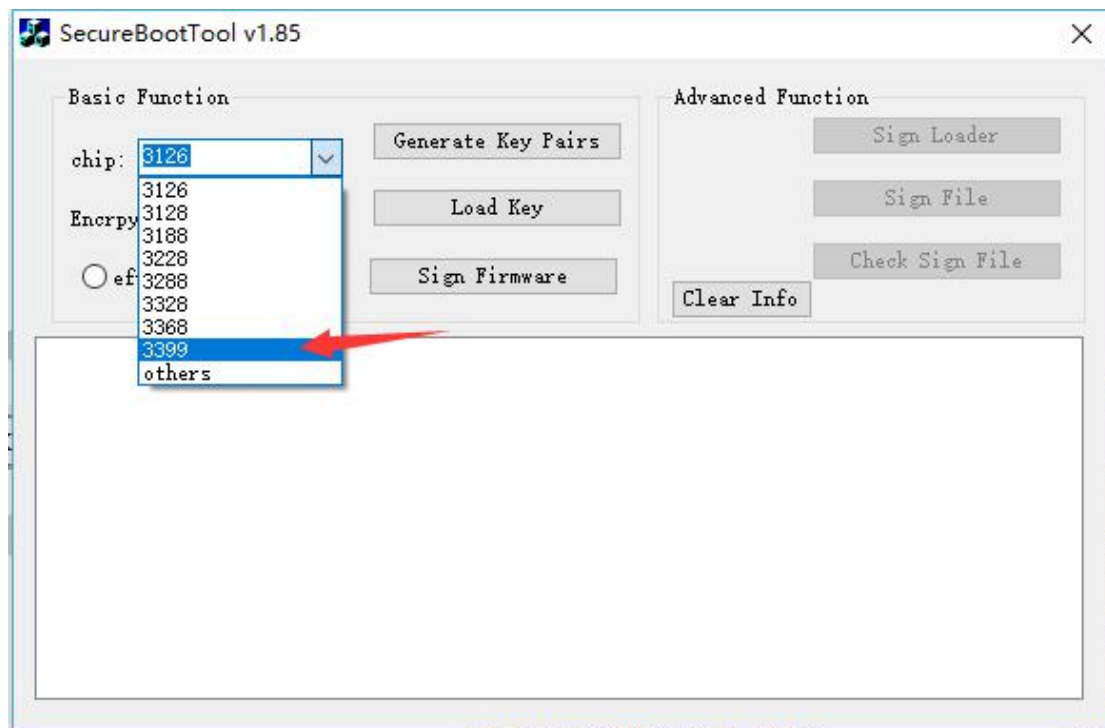 SecureBootTool v1.85
Basic Function
chip:
3126
3126
3128
3188
3228
3288
3328
3368
3399
others
Encrpy
ef
Generate Key Pairs
Load Key
Sign Firmware
Advanced Function
Sign Loader
Sign File
Check Sign File
Clear Info